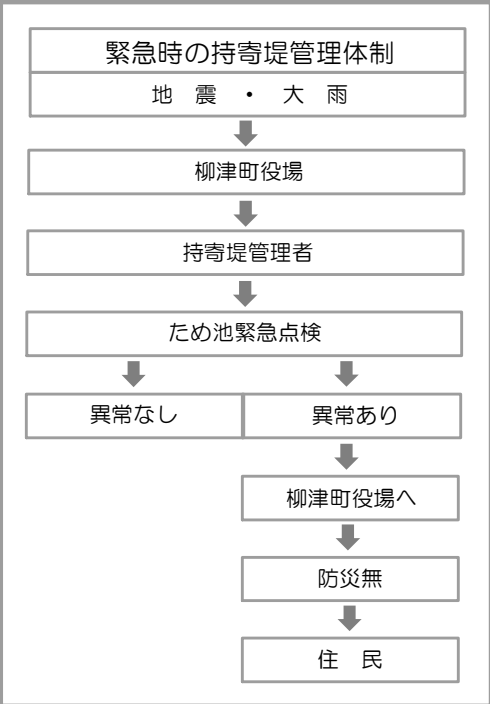 緊急時の持寄堤管理体制
地　震　・　大　雨
柳津町役場
持寄堤管理者
ため池緊急点検
異常なし
異常あり
柳津町役場へ
防災無
住　民